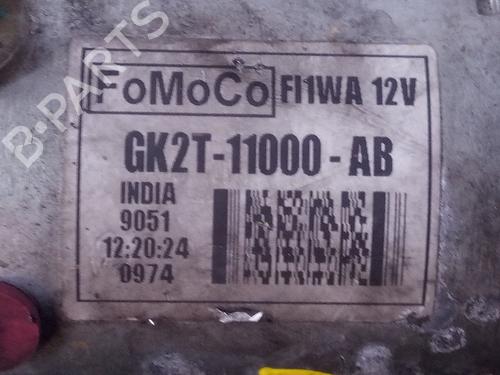 B-PARTS
FoMoCo FI1WA 12V
GK2T-11000-AB
INDIA
9051
12:20:24
0974